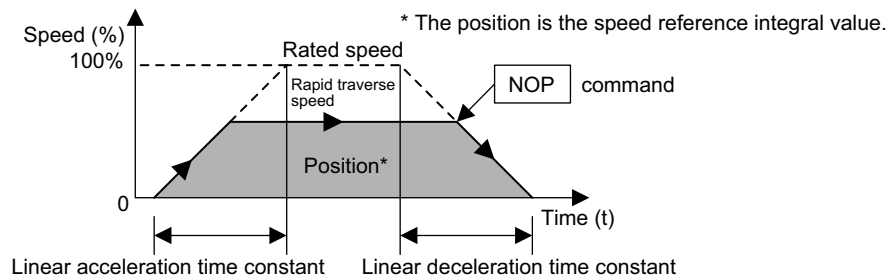 * The position is the speed reference integral value.
Speed (%)
100%
Rated speed
Rapid traverse
speed
NOP command
Position*
0
Time (t)
Linear acceleration time constant
Linear deceleration time constant